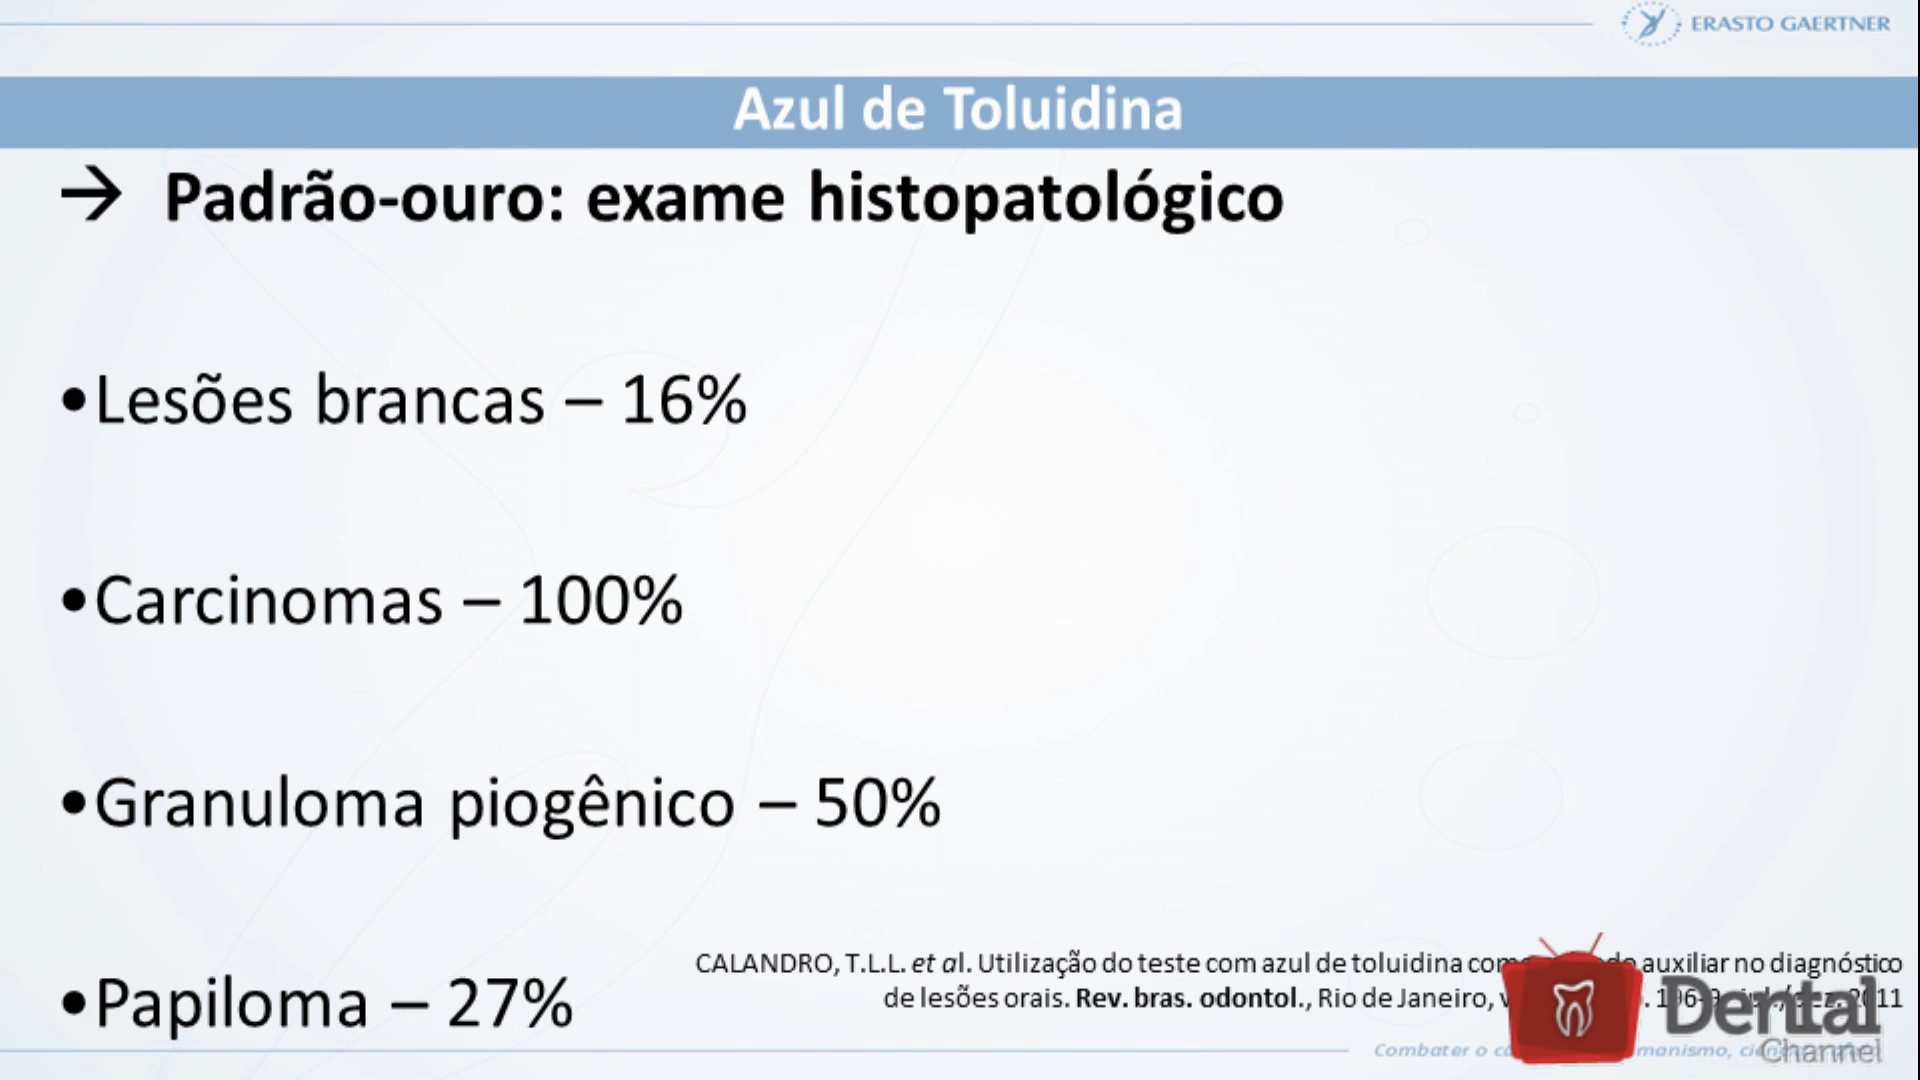 ERASTO GAERTNER
Azul de Toluidina
→ Padrão-ouro: exame histopatológico
•Lesões brancas – 16%
•Carcinomas – 100%
•Granuloma piogênico – 50%
•Papiloma – 27%
CALANDRO, T.L.L. et al. Utilização do teste com azul de toluidina auxiliar no diagnóstico
de lesões orais. Rev. bras. odontol., Rio de Janeiro, 2011
Combater o
Dental
Channel